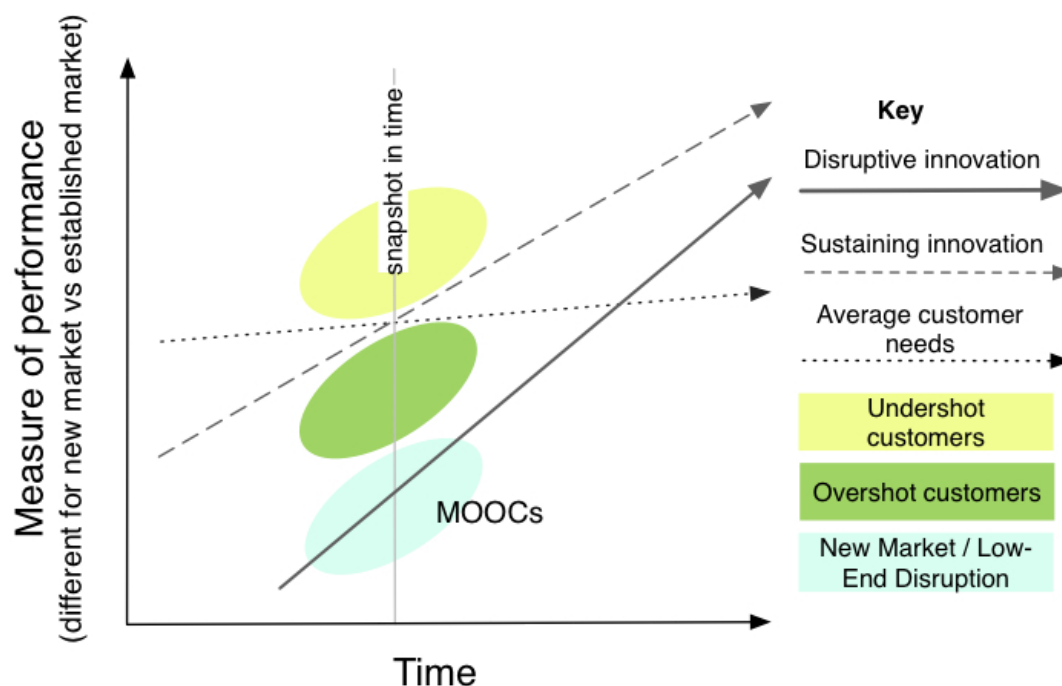 Measure of performance
(different for new market vs established market)
snapshot in time
MOOCs
Time
Key
Disruptive innovation
Sustaining innovation
Average customer
needs
Undershot
customers
Overshot customers
New Market / Low-
End Disruption